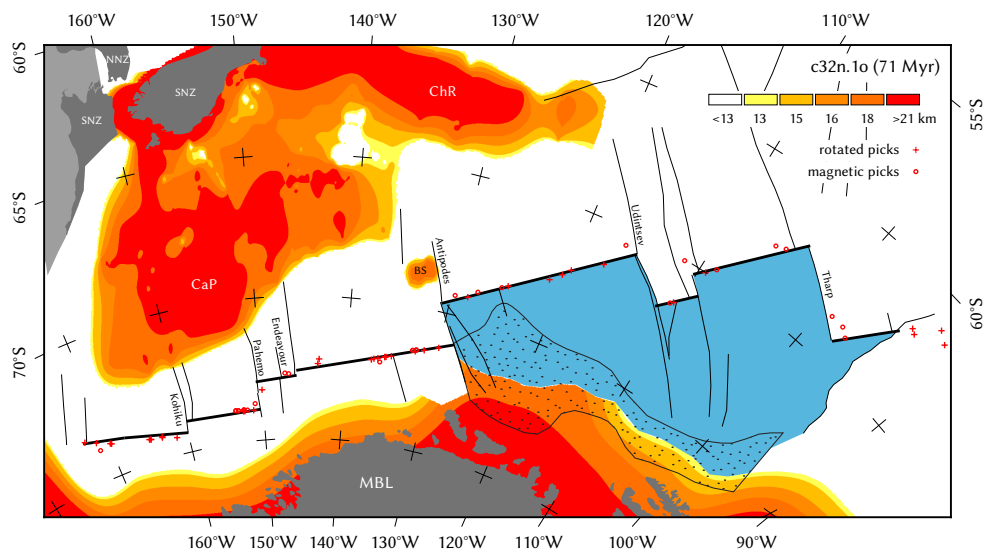 160°W 150°W 140°W 130°W 120°W 110°W
60°S
NNZ
c32n.1o (71 Myr)
SNZ
ChR
<13 13 15 16 18 >21 km
55°S
SNZ
rotated picks
magnetic picks
65°S
Udintsev
Antipodes
BS
CaP
Tharp
60°S
Endeavour
Pahemo
70°S
Kohiku
MBL
160°W 150°W 140°W 130°W 120°W 110°W 100°W 90°W